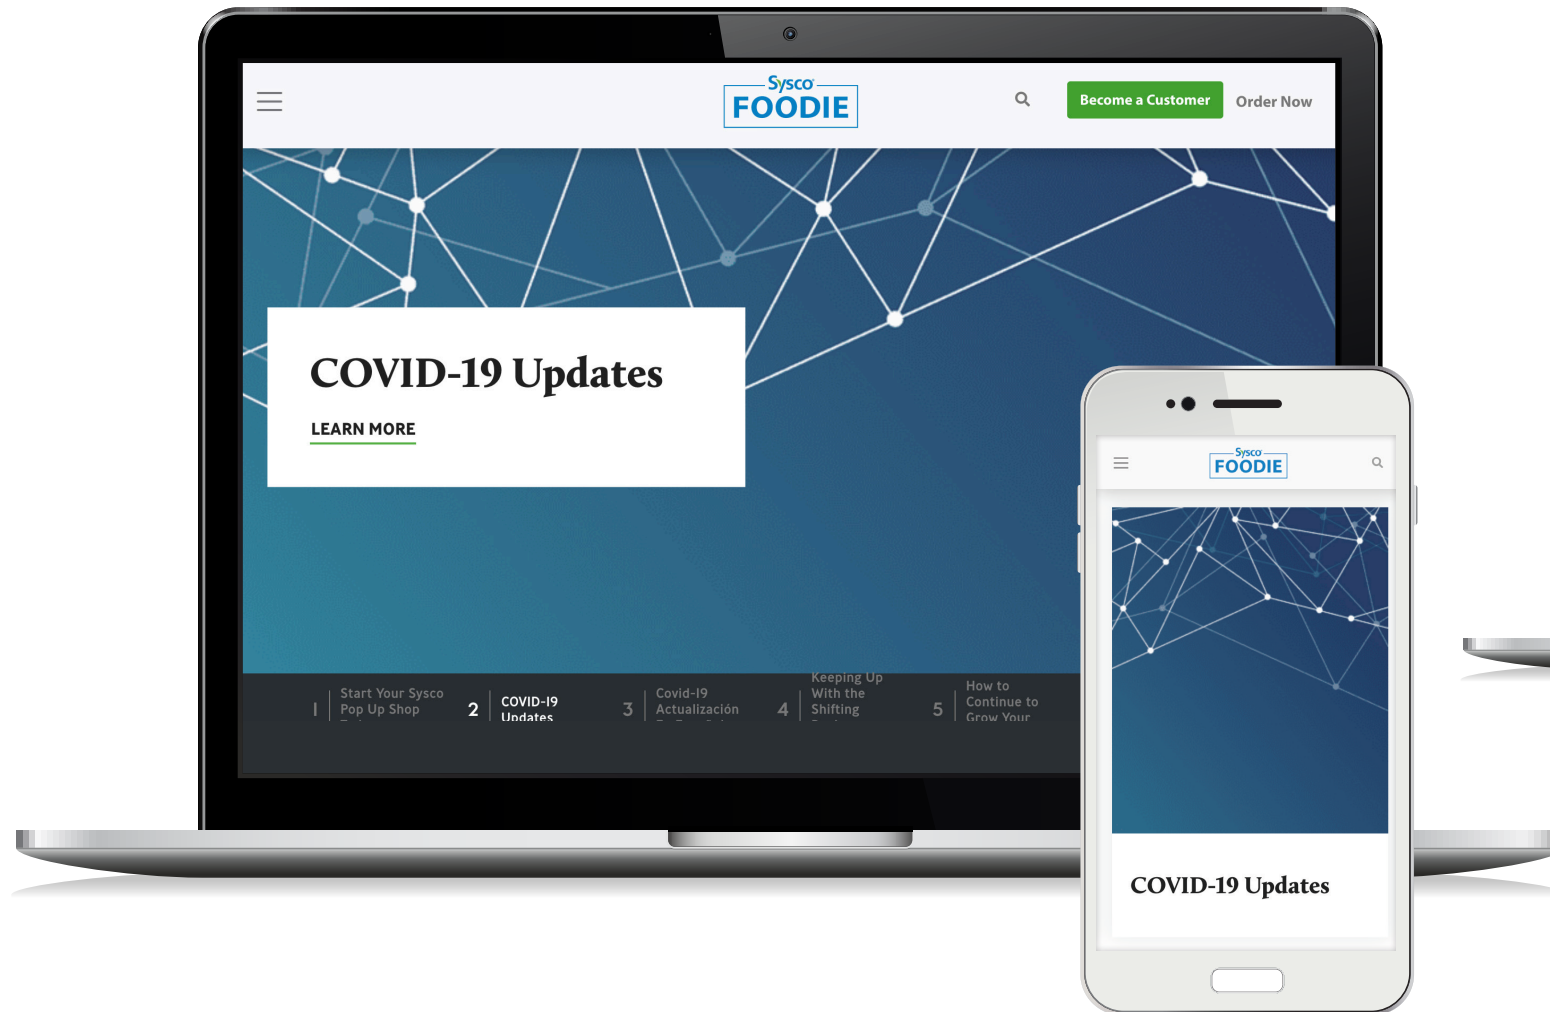 Sysco
FOODIE
Become a Customer
Order Now
COVID-19 Updates
LEARN MORE
1
Start Your Sysco
Pop Up Shop
2
COVID-19
Updates
3
Covid-19
Actualización
4
Keeping Up
With the
Shifting
5
How to
Continue to
Grow Your
Sysco
FOODIE
COVID-19 Updates